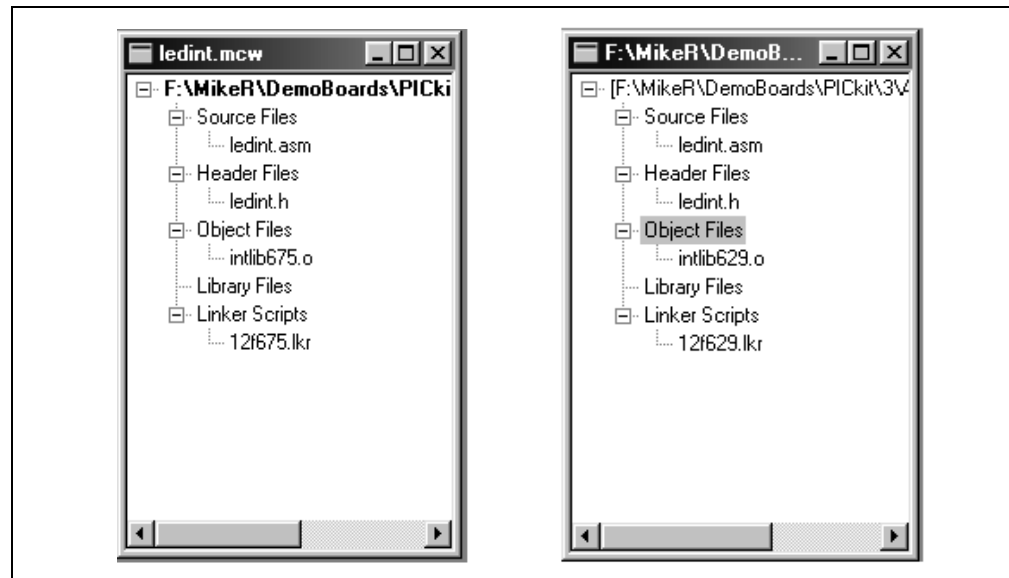 ledint.mcw
F:\MikeR\DemoBoards\PICki
Source Files
ledint.asm
Header Files
ledint.h
Object Files
intlib675.o
Library Files
Linker Scripts
12f675.lkr
F:\MikeR\DemoB...
[F:\MikeR\DemoBoards\PICkit\3\4
Source Files
ledint.asm
Header Files
ledint.h
Object Files
intlib629.o
Library Files
Linker Scripts
12f629.lkr